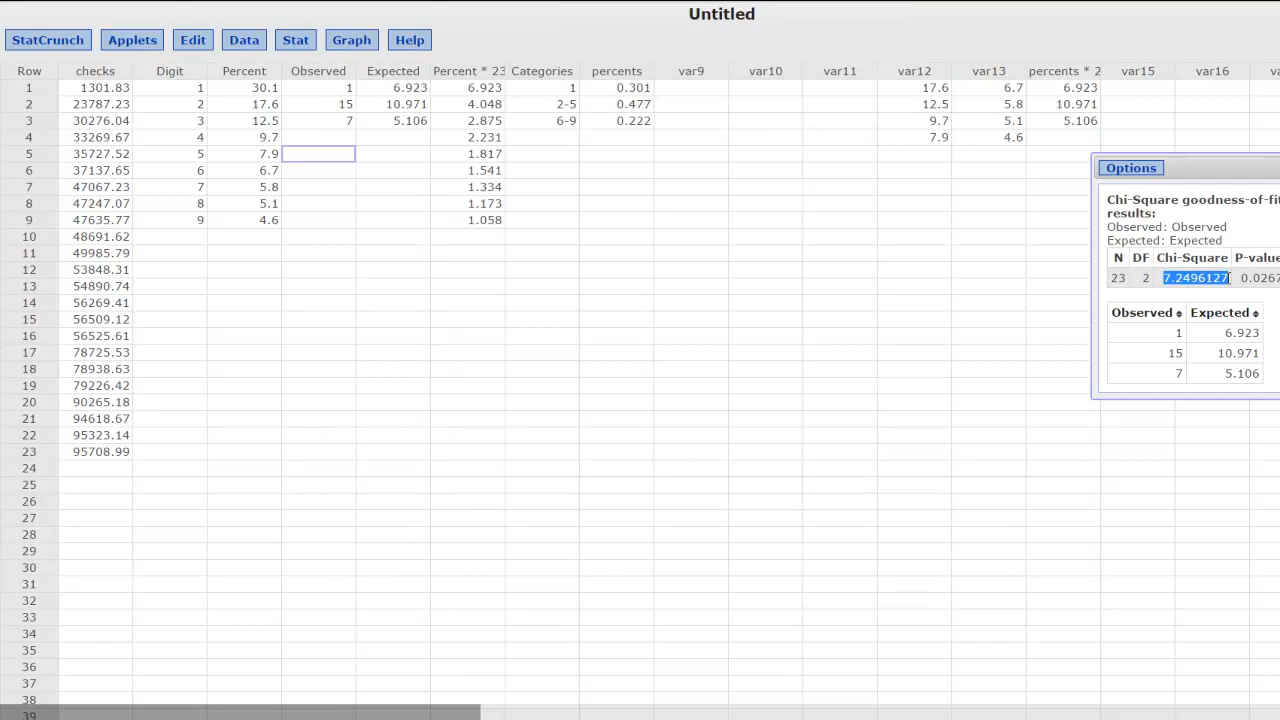 Untitled
StatCrunch Applets Edit Data Stat Graph Help
Row checks Digit Percent Observed Expected Percent * 23 Categories percents var9 var10 var11 var12 var13 percents * 2 var15 var16
1 1301.83 1 30.1 1 6.923 6.923 1 0.301 17.6 6.7 6.923
2 23787.23 2 17.6 15 10.971 4.048 2-5 0.477 12.5 5.8 10.971
3 30276.04 3 12.5 7 5.106 2.875 6-9 0.222 9.7 5.1 5.106
4 33269.67 4 9.7 2.231 7.9 4.6
5 35727.52 5 7.9 1.817
6 37137.65 6 6.7 1.541
7 47067.23 7 5.8 1.334
8 47247.07 8 5.1 1.173
9 47635.77 9 4.6 1.058
10 48691.62
11 49985.79
12 53848.31
13 54890.74
14 56269.41
15 56509.12
16 56525.61
17 78725.53
18 78938.63
19 79226.42
20 90265.18
21 94618.67
22 95323.14
23 95708.99
24
25
26
27
28
29
30
31
32
33
34
35
36
37
38
39
Options
Chi-Square goodness-of-fit
results:
Observed: Observed
Expected: Expected
N DF Chi-Square P-value
23 2 7.2496127 0.0267
Observed Expected
1 6.923
15 10.971
7 5.106